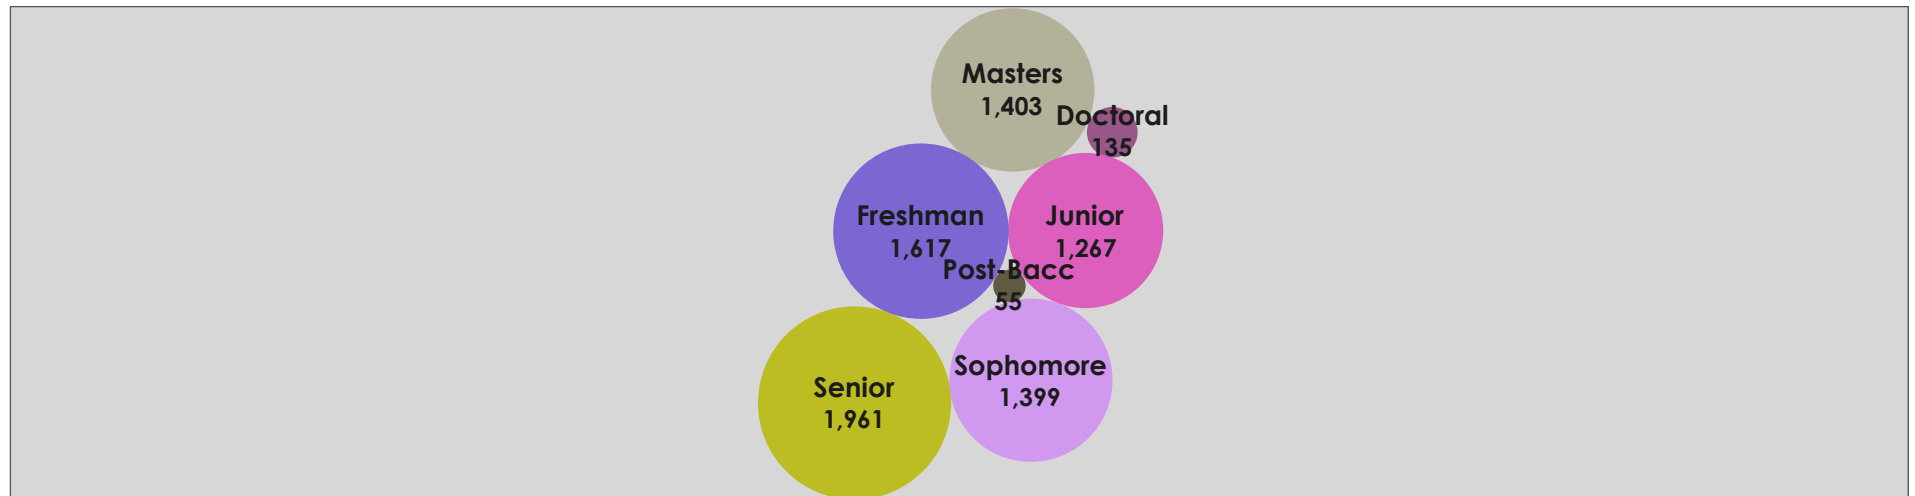 Masters
1,403
Doctoral
135
Freshman
1,617
Junior
1,267
Post-Bacc
55
Sophomore
1,399
Senior
1,961